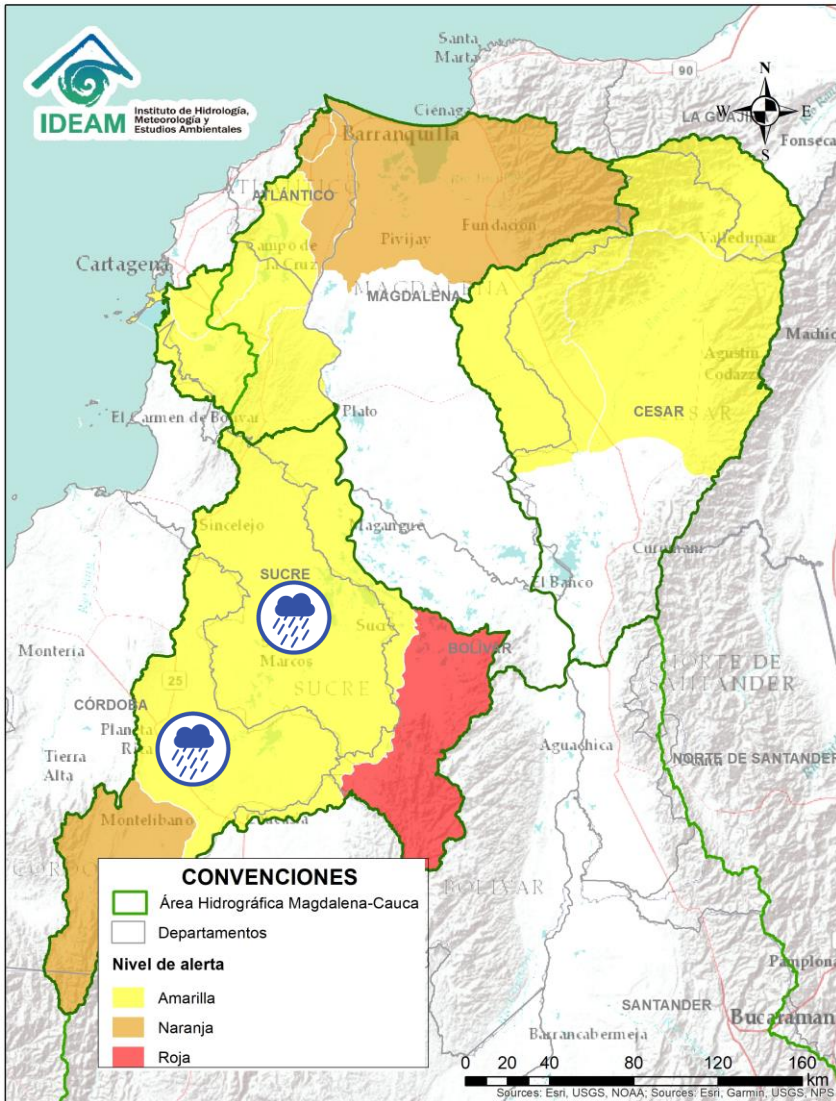 Santa
Marta
90
N
W E
S
IDEAM
Instituto de Hidrología,
Meteorología y
Estudios Ambientales
Ciénaga
LA GUAJIRA
Fonseca
Barranquilla
ATLÁNTICO
Campo de
la Cruz
Pivijay
Fundación
Valledupar
Cartagena
MAGDALENA
Agustín
Codazzi
CESAR
El Carmen de Bolívar
Plato
Sincelejo
Magangue
Curumaní
SUCRE
El Banco
Sucre
Marcos
SUCRE
BOLÍVAR
NORTE DE
SANTANDER
Montería
25
CÓRDOBA
Planeta
Rica
Tierra
Alta
Aguachica
NORTE DE SANTANDER
Montelíbano
BOLÍVAR
CONVENCIONES
Área Hidrográfica Magdalena-Cauca
Departamentos
Nivel de alerta
Amarilla
Naranja
Roja
Pamplona
SANTANDER
Bucaraman
Barrancabermeja
0 20 40 80 120 160
km
Sources: Esri, USGS, NOAA; Sources: Esri, Garmin, USGS, NPS